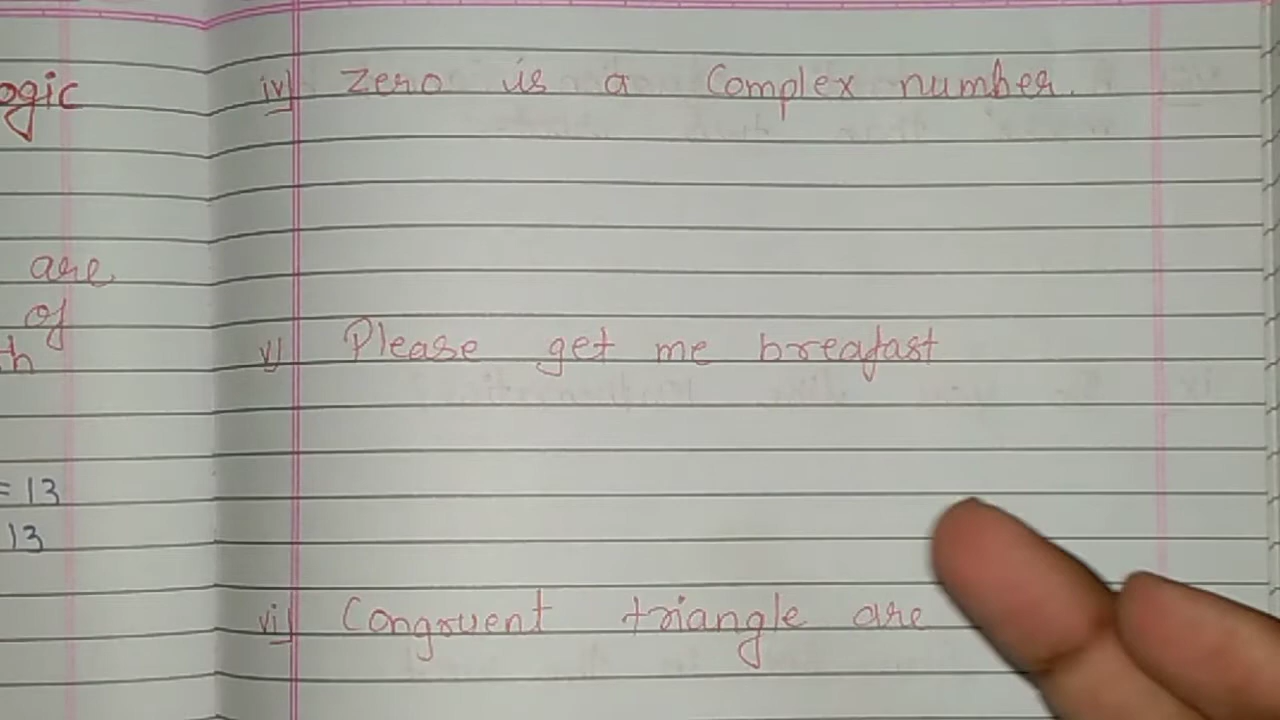 ogic
are
of
th
= 13
13
iv) Zero is a Complex number.
v) Please get me breafast
vi) Congruent triangle are